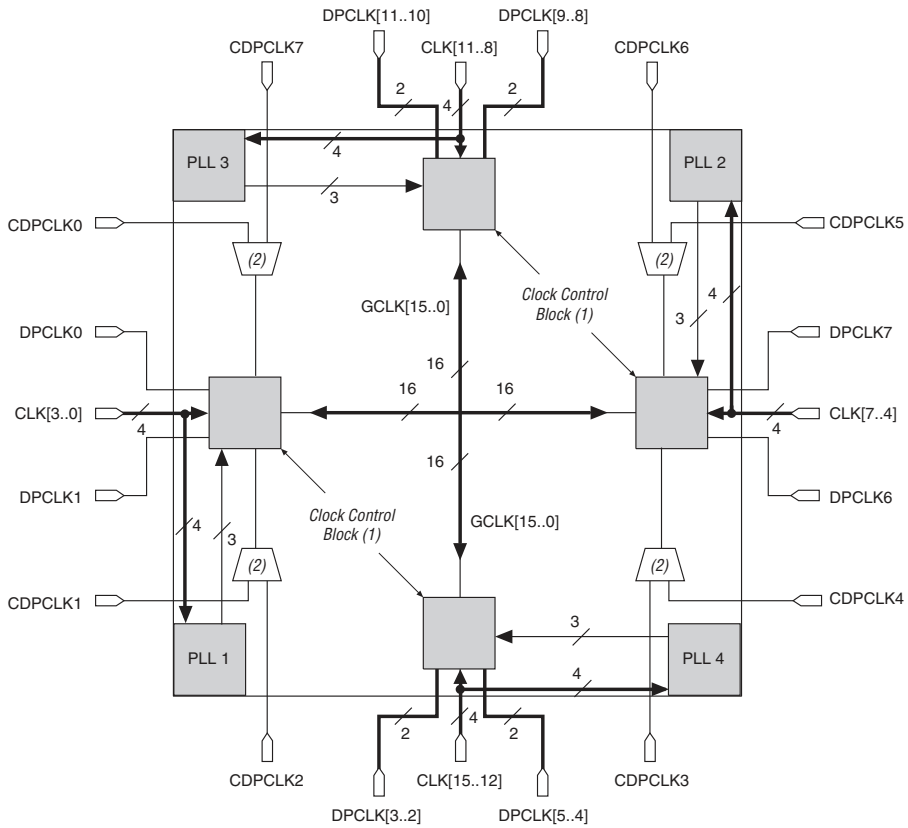 DPCLK[11..10]
DPCLK[9..8]
CDPCLK7
CLK[11..8]
CDPCLK6
2
4
2
PLL 3
4
PLL 2
3
CDPCLK0
CDPCLK5
(2)
(2)
Clock Control
Block (1)
GCLK[15..0]
4
3
DPCLK0
DPCLK7
16
16
16
CLK[3..0]
4
CLK[7..4]
4
16
DPCLK1
DPCLK6
4
3
Clock Control
Block (1)
GCLK[15..0]
(2)
(2)
CDPCLK1
CDPCLK4
3
PLL 1
PLL 4
4
2
4
2
CDPCLK2
CLK[15..12]
CDPCLK3
DPCLK[3..2]
DPCLK[5..4]